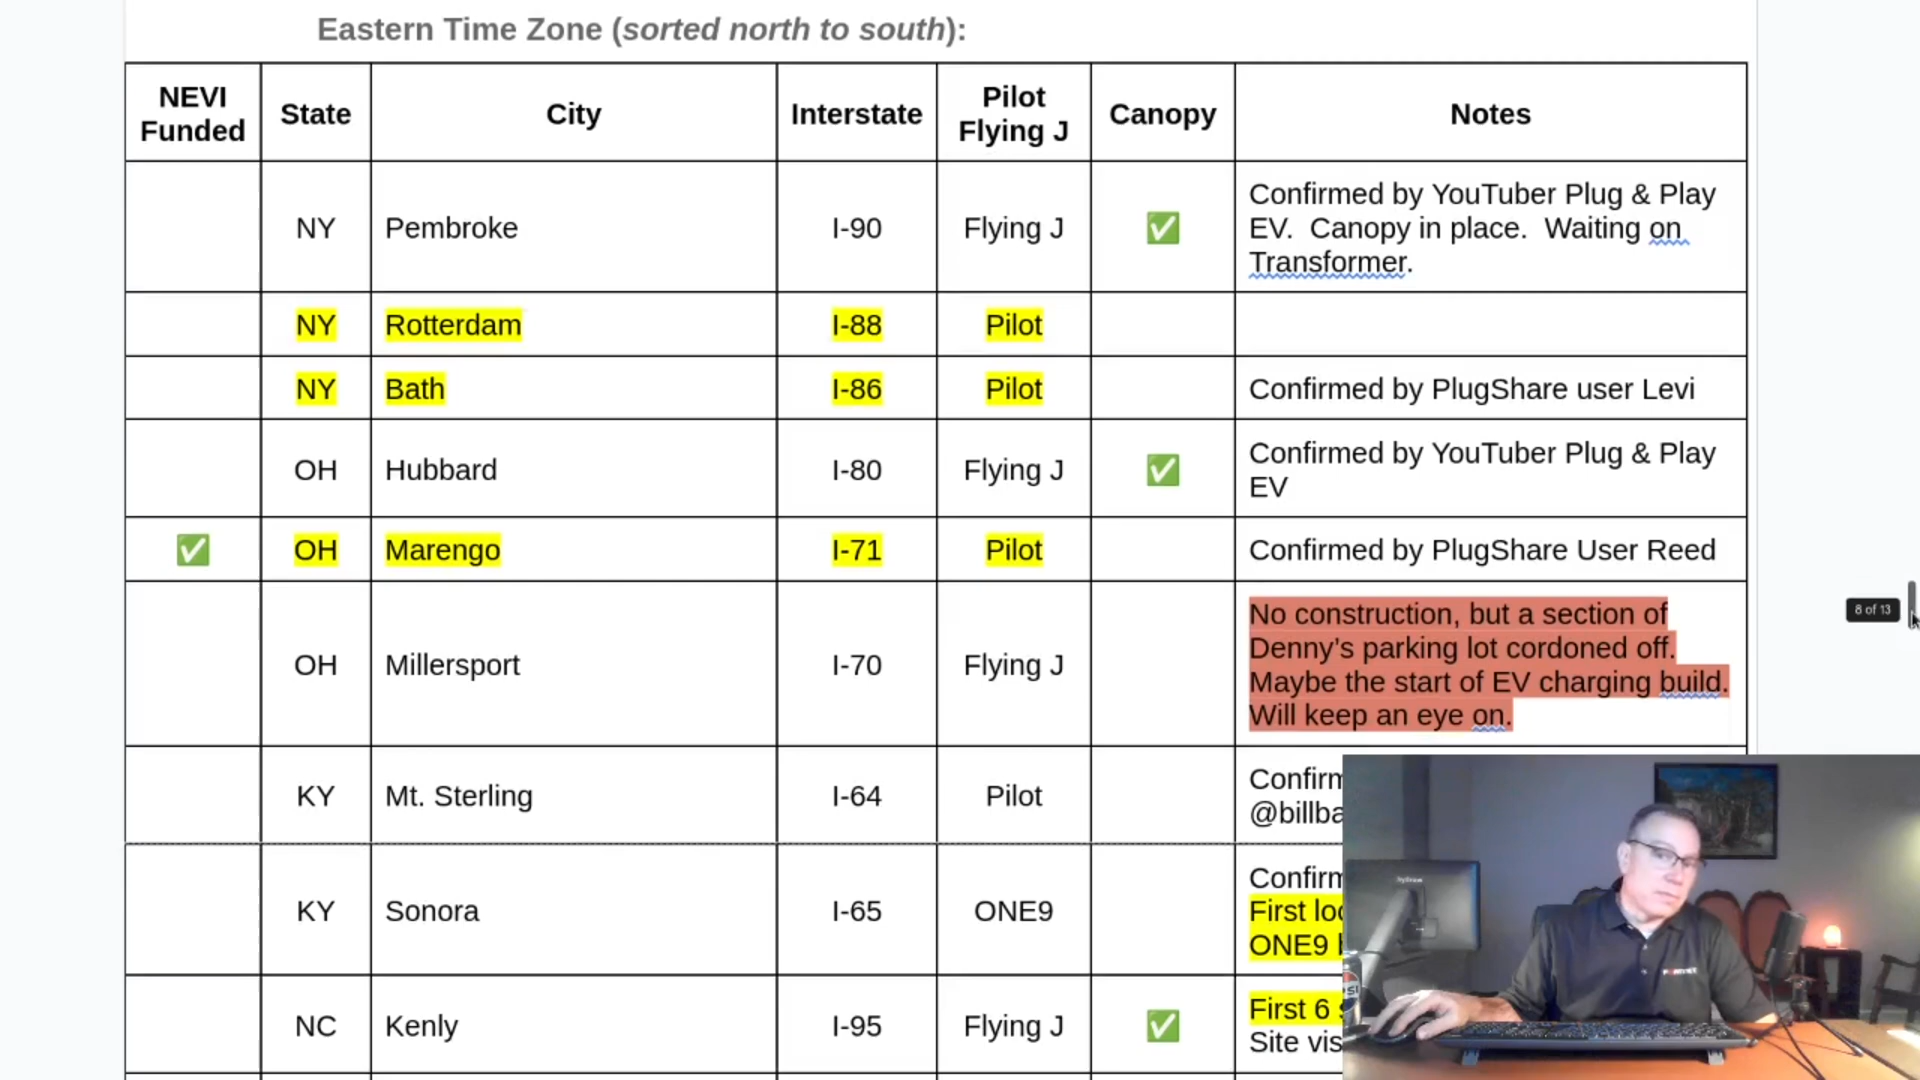 Eastern Time Zone (sorted north to south):
NEVI Funded State City Interstate Pilot Flying J Canopy Notes
NY Pembroke I-90 Flying J ✅ Confirmed by YouTuber Plug & Play
EV. Canopy in place. Waiting on
Transformer.
NY Rotterdam I-88 Pilot
NY Bath I-86 Pilot Confirmed by PlugShare user Levi
OH Hubbard I-80 Flying J ✅ Confirmed by YouTuber Plug & Play
EV
✅ OH Marengo I-71 Pilot Confirmed by PlugShare User Reed
OH Millersport I-70 Flying J No construction, but a section of
Denny's parking lot cordoned off.
Maybe the start of EV charging build.
Will keep an eye on.
8 of 13
KY Mt. Sterling I-64 Pilot
KY Sonora I-65 ONE9
First
ONE9
NC Kenly I-95 Flying J ✅ First 6
Site